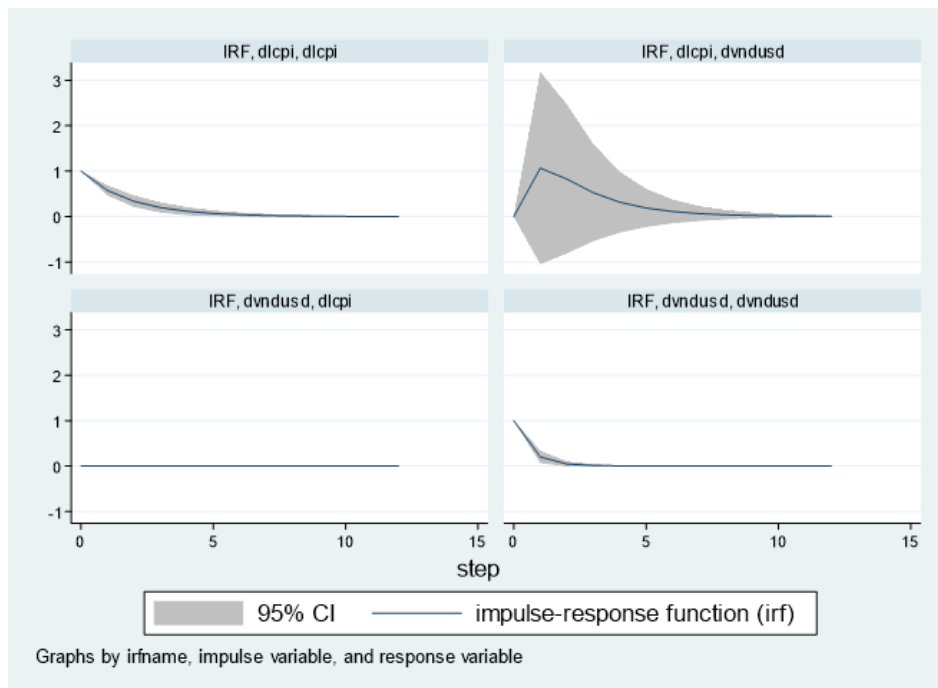 IRF, dlcpi, dlcpi
IRF, dlcpi, dvndusd
3
2
1
0
-1
IRF, dvndusd, dlcpi
IRF, dvndusd, dvndusd
3
2
1
0
-1
0 5 10 15
0 5 10 15
step
95% CI
impulse-response function (irf)
Graphs by irfname, impulse variable, and response variable